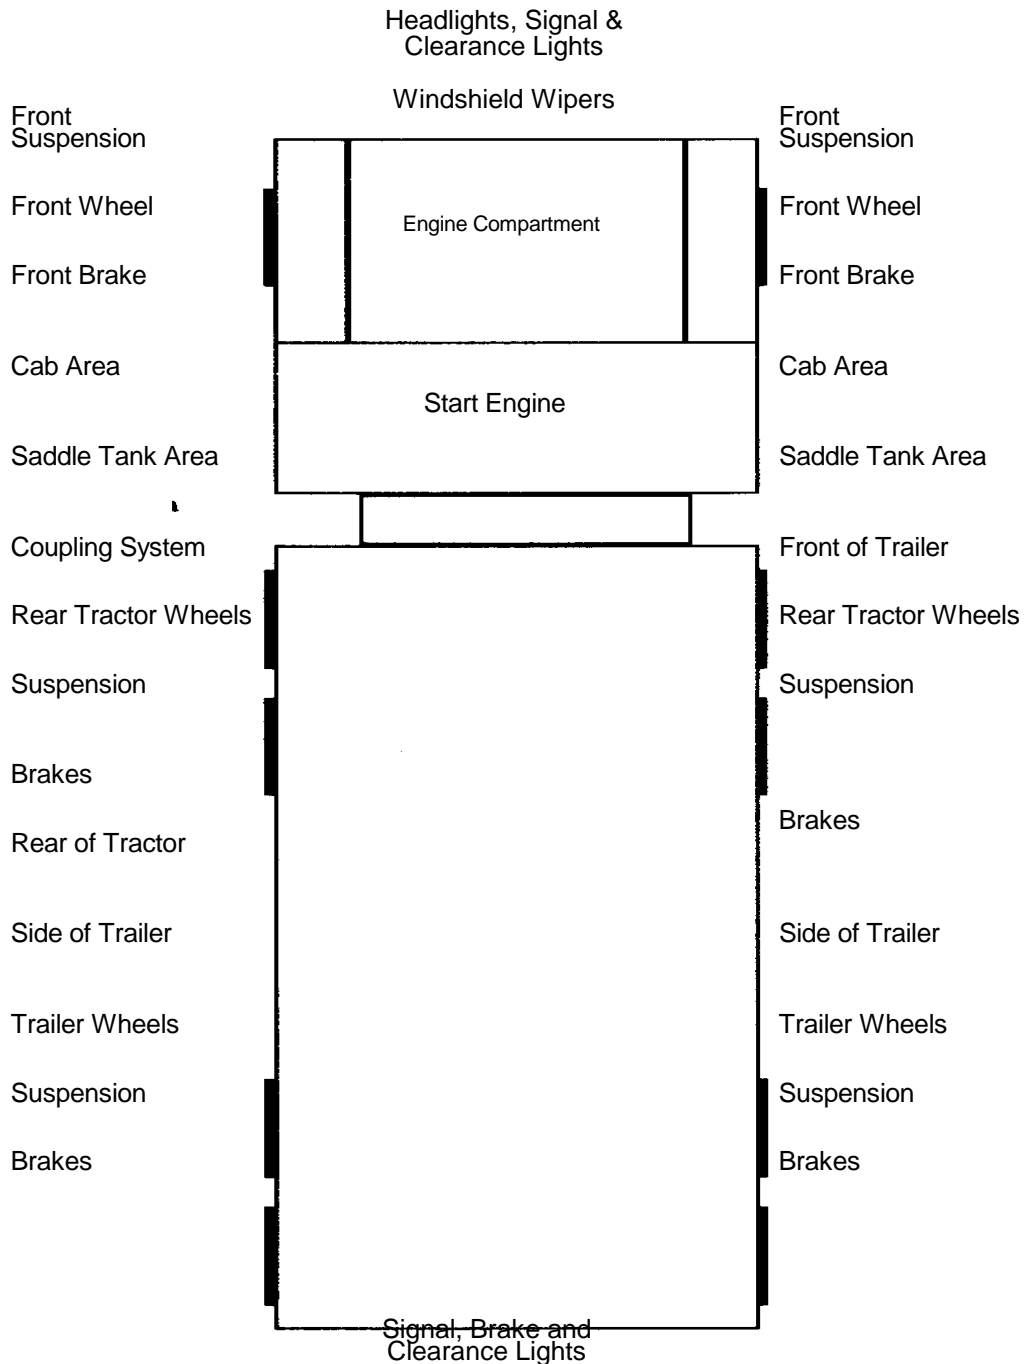 Headlights, Signal &
Clearance Lights
Windshield Wipers
Front
Suspension
Front Wheel
Front Brake
Cab Area
Saddle Tank Area
Coupling System
Rear Tractor Wheels
Suspension
Brakes
Rear of Tractor
Side of Trailer
Trailer Wheels
Suspension
Brakes
Engine Compartment
Start Engine
Front
Suspension
Front Wheel
Front Brake
Cab Area
Saddle Tank Area
Front of Trailer
Rear Tractor Wheels
Suspension
Brakes
Side of Trailer
Trailer Wheels
Suspension
Brakes
Signal, Brake and
Clearance Lights